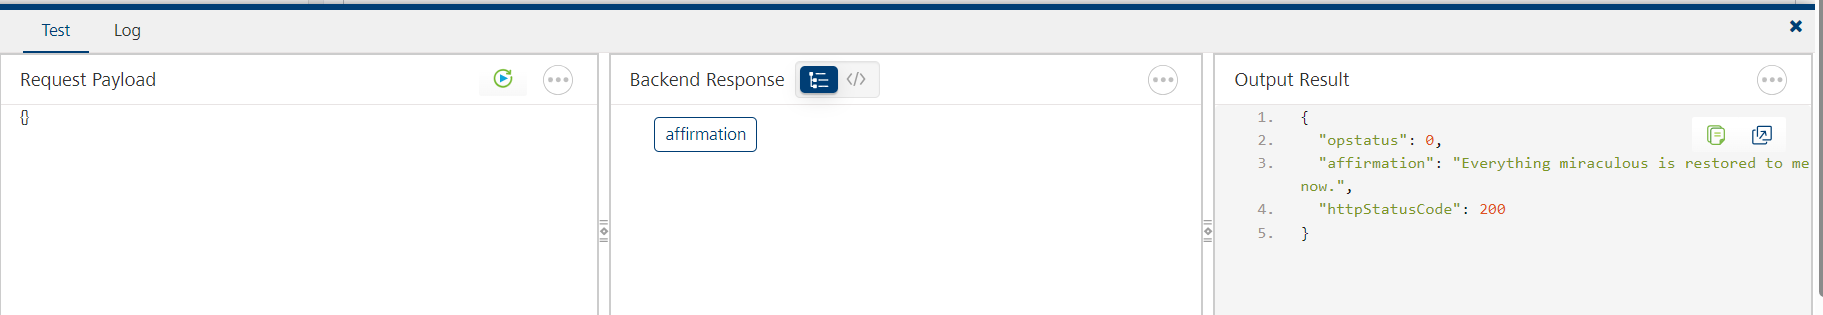 Test Log
Request Payload
{}
Backend Response </>
affirmation
Output Result
1. {
2. "opstatus": 0,
3. "affirmation": "Everything miraculous is restored to me
now.",
4. "httpStatusCode": 200
5. }